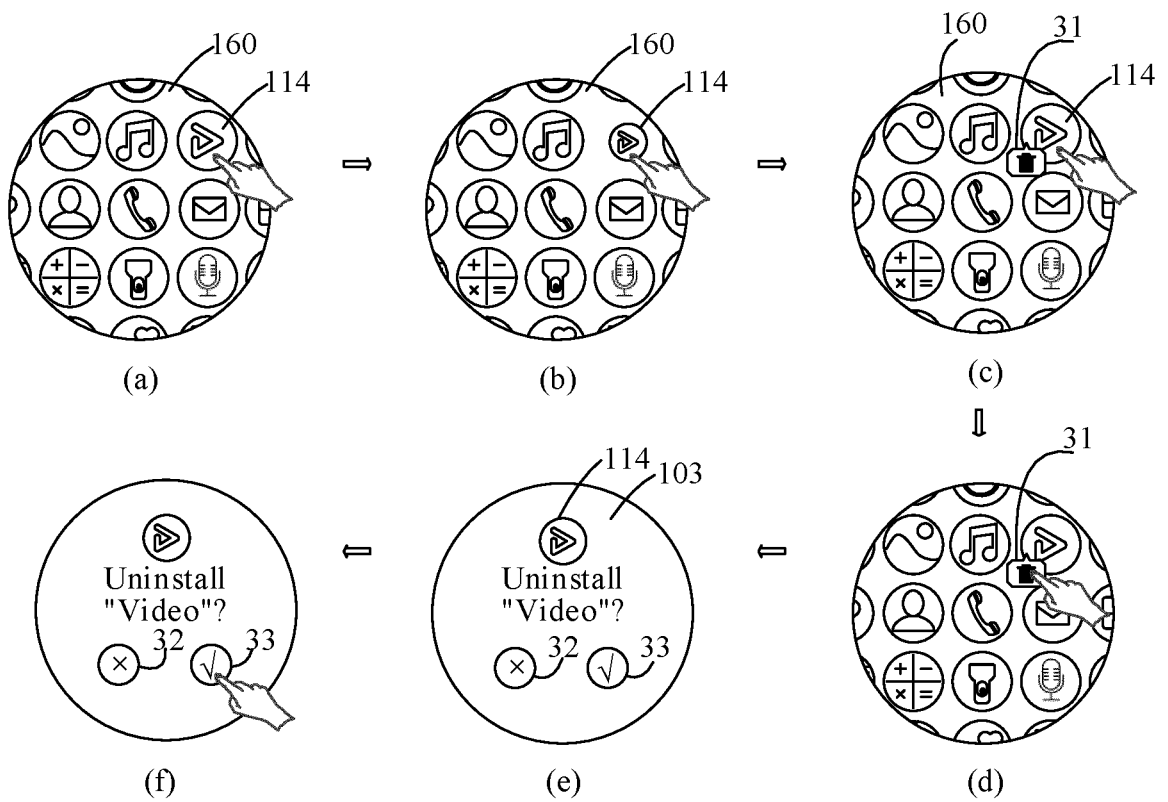 160
114
160
114
160
31
114
(a)
(b)
(c)
114
103
31
Uninstall
"Video"?
32
33
Uninstall
"Video"?
32
33
(f)
(e)
(d)